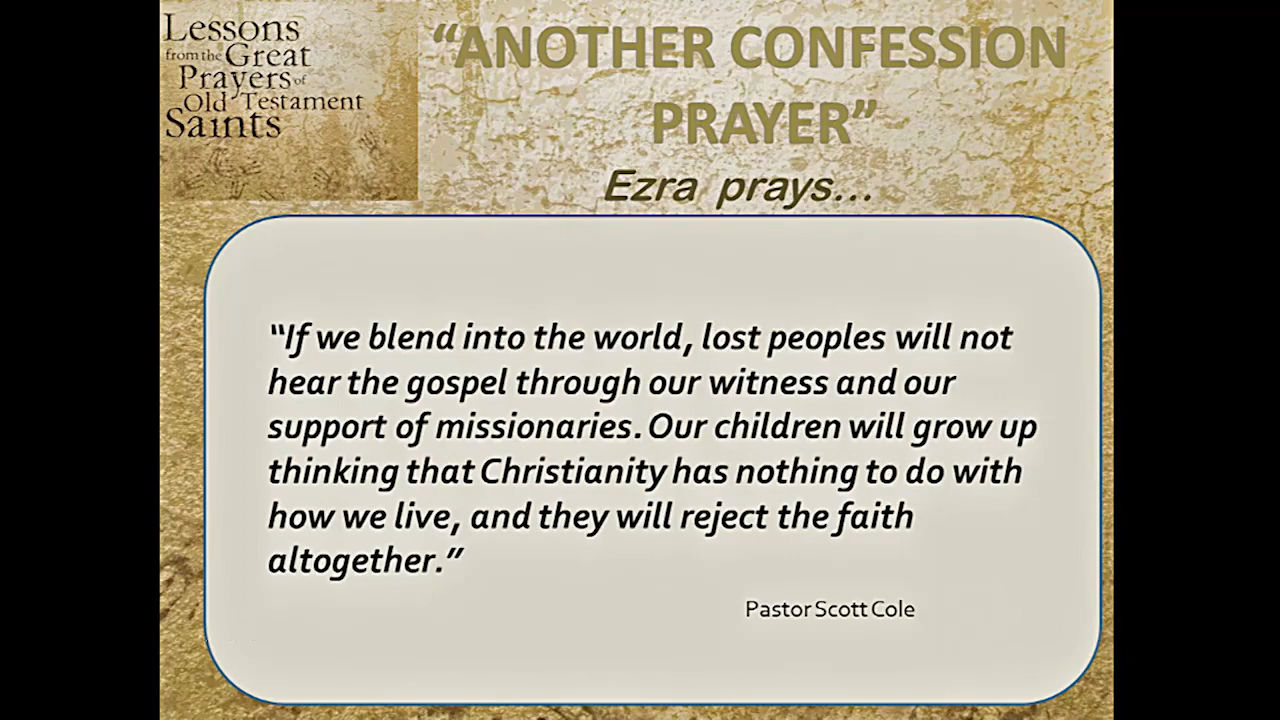 Lessons
from the Great
Prayers of
Old Testament
Saints
“ANOTHER CONFESSION
PRAYER”
Ezra prays...
“If we blend into the world, lost peoples will not
hear the gospel through our witness and our
support of missionaries. Our children will grow up
thinking that Christianity has nothing to do with
how we live, and they will reject the faith
altogether.”
Pastor Scott Cole